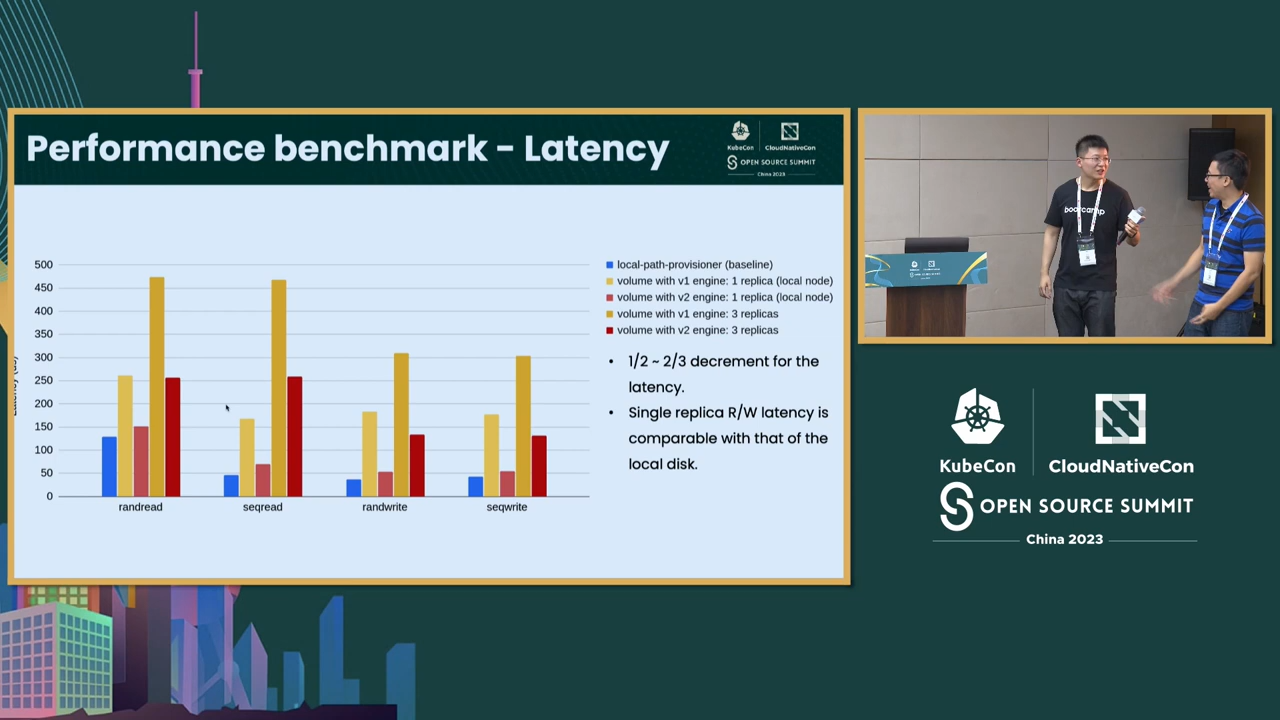 Performance benchmark - Latency
KubeCon
CloudNativeCon
OPEN SOURCE SUMMIT
China 2023
500
450
400
350
300
250
200
150
100
50
0
randread
seqread
randwrite
seqwrite
local-path-provisioner (baseline)
volume with v1 engine: 1 replica (local node)
volume with v2 engine: 1 replica (local node)
volume with v1 engine: 3 replicas
volume with v2 engine: 3 replicas
• 1/2 ~ 2/3 decrement for the
latency.
• Single replica R/W latency is
comparable with that of the
local disk.
bootcamp
KubeCon
CloudNativeCon
OPEN SOURCE SUMMIT
China 2023